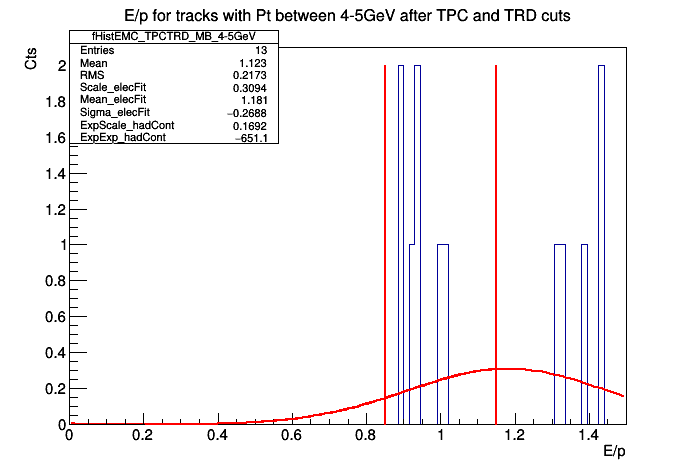 E/p for tracks with Pt between 4-5GeV after TPC and TRD cuts
fHistEMC_TPCTRD_MB_4-5GeV
Entries 13
Mean 1.123
RMS 0.2173
Scale_elecFit 0.3094
Mean_elecFit 1.181
Sigma_elecFit −0.2688
ExpScale_hadCont 0.1692
ExpExp_hadCont −651.1
Cts
2
1.8
1.6
1.4
1.2
1
0.8
0.6
0.4
0.2
0
0 0.2 0.4 0.6 0.8 1 1.2 1.4
E/p